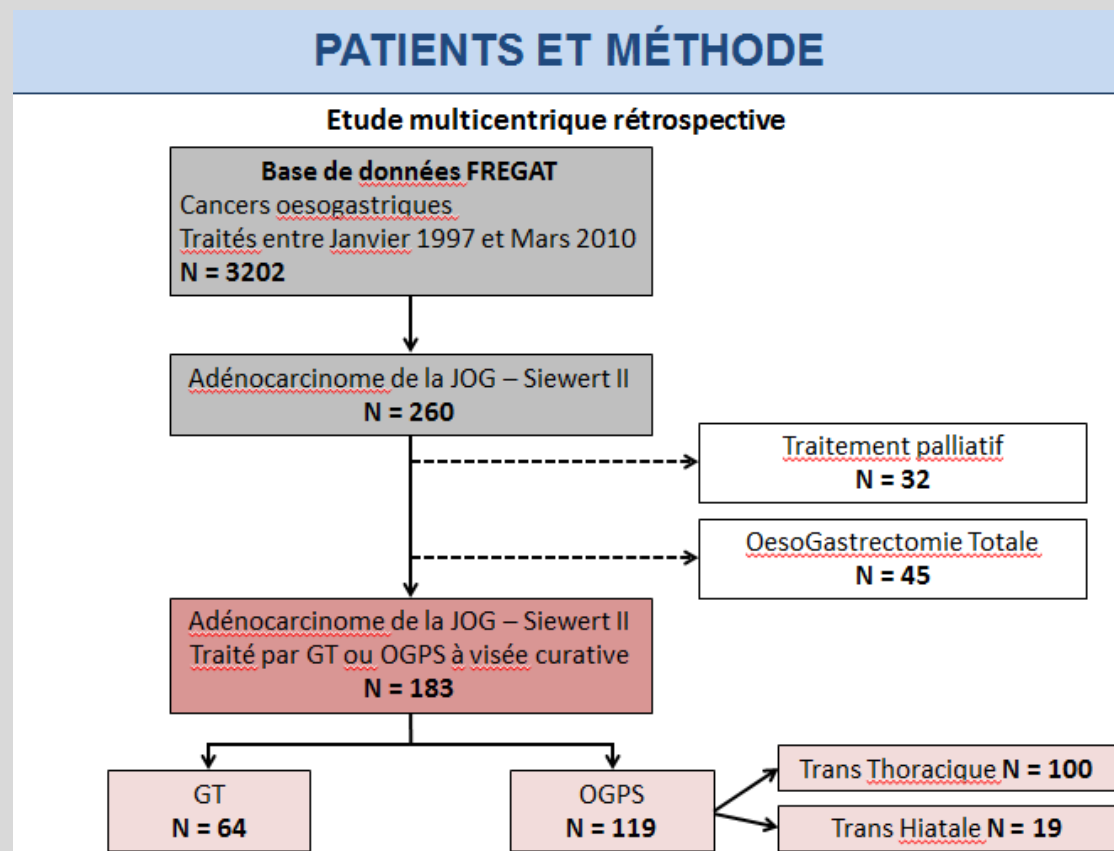 PATIENTS ET MÉTHODE
Etude multicentrique rétrospective
Base de données FREGAT
Cancers oesogastriques
Traités entre Janvier 1997 et Mars 2010
N = 3202
Adénocarcinome de la JOG – Siewert II
N = 260
Traitement palliatif
N = 32
OesoGastrectomie Totale
N = 45
Adénocarcinome de la JOG – Siewert II
Traité par GT ou OGPS à visée curative
N = 183
GT
N = 64
OGPS
N = 119
Trans Thoracique N = 100
Trans Hiatale N = 19